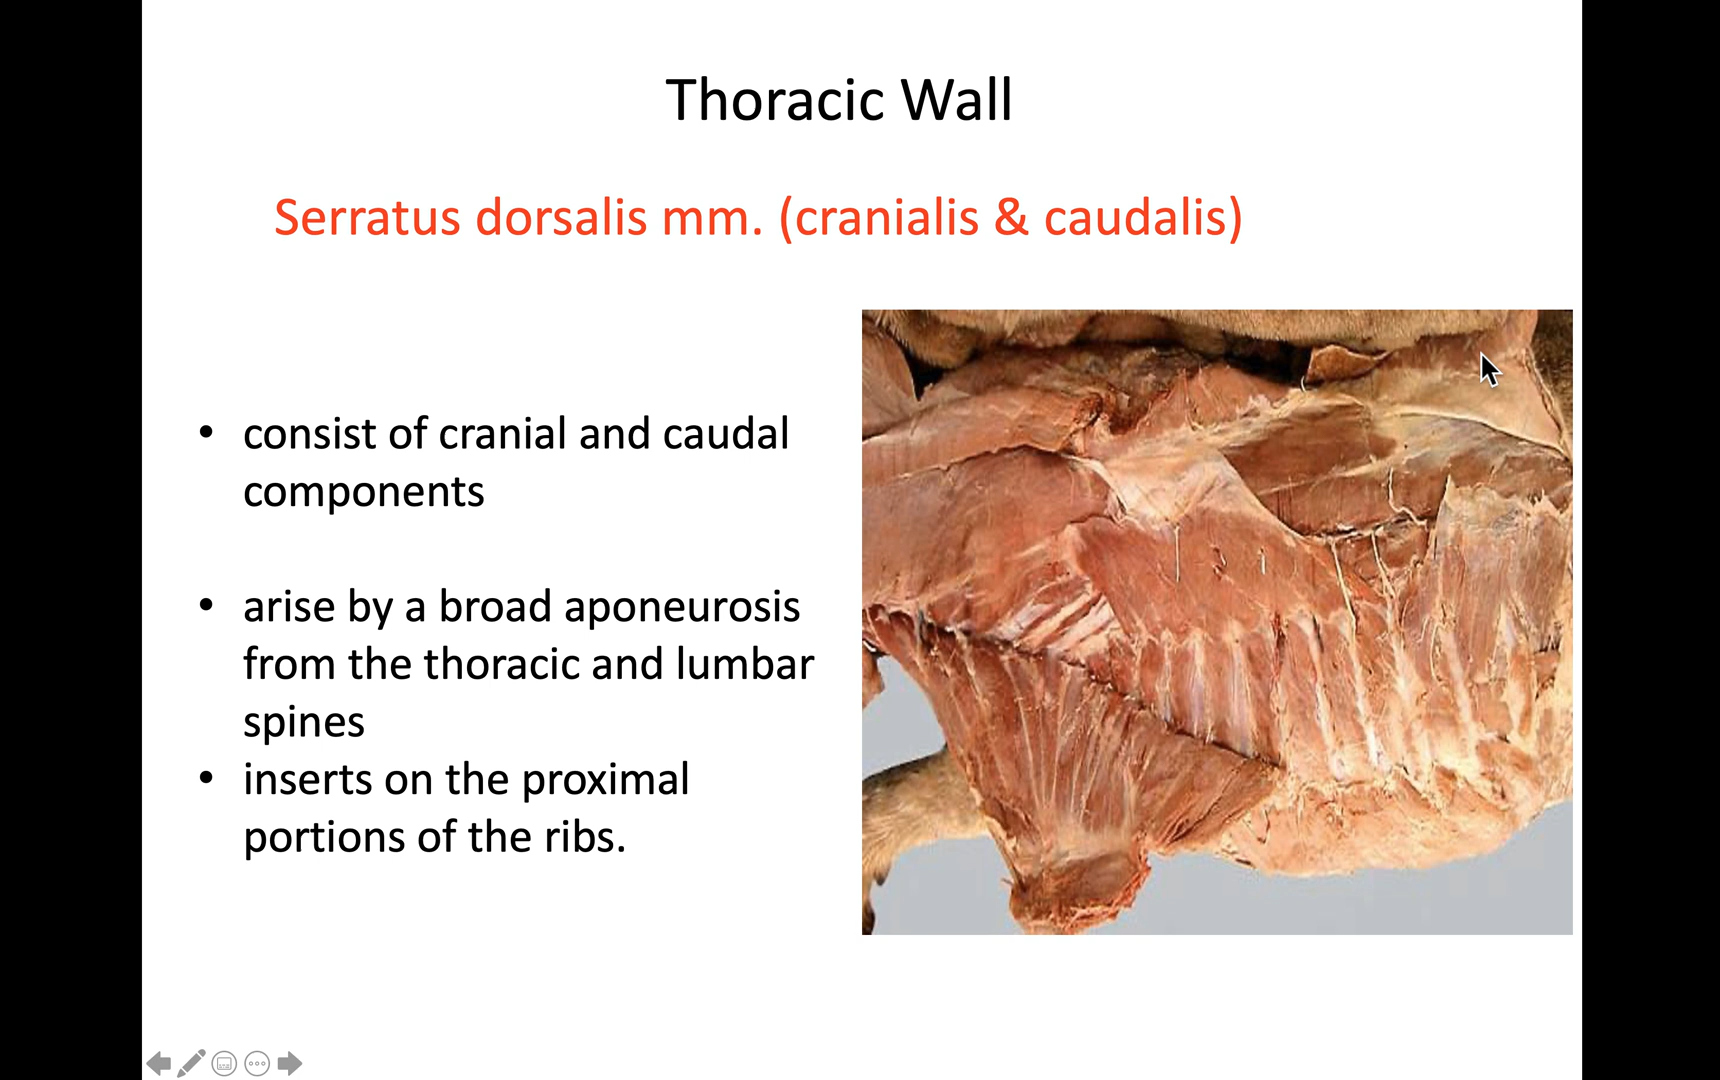 Thoracic Wall
Serratus dorsalis mm. (cranialis & caudalis)
• consist of cranial and caudal
components
• arise by a broad aponeurosis
from the thoracic and lumbar
spines
• inserts on the proximal
portions of the ribs.